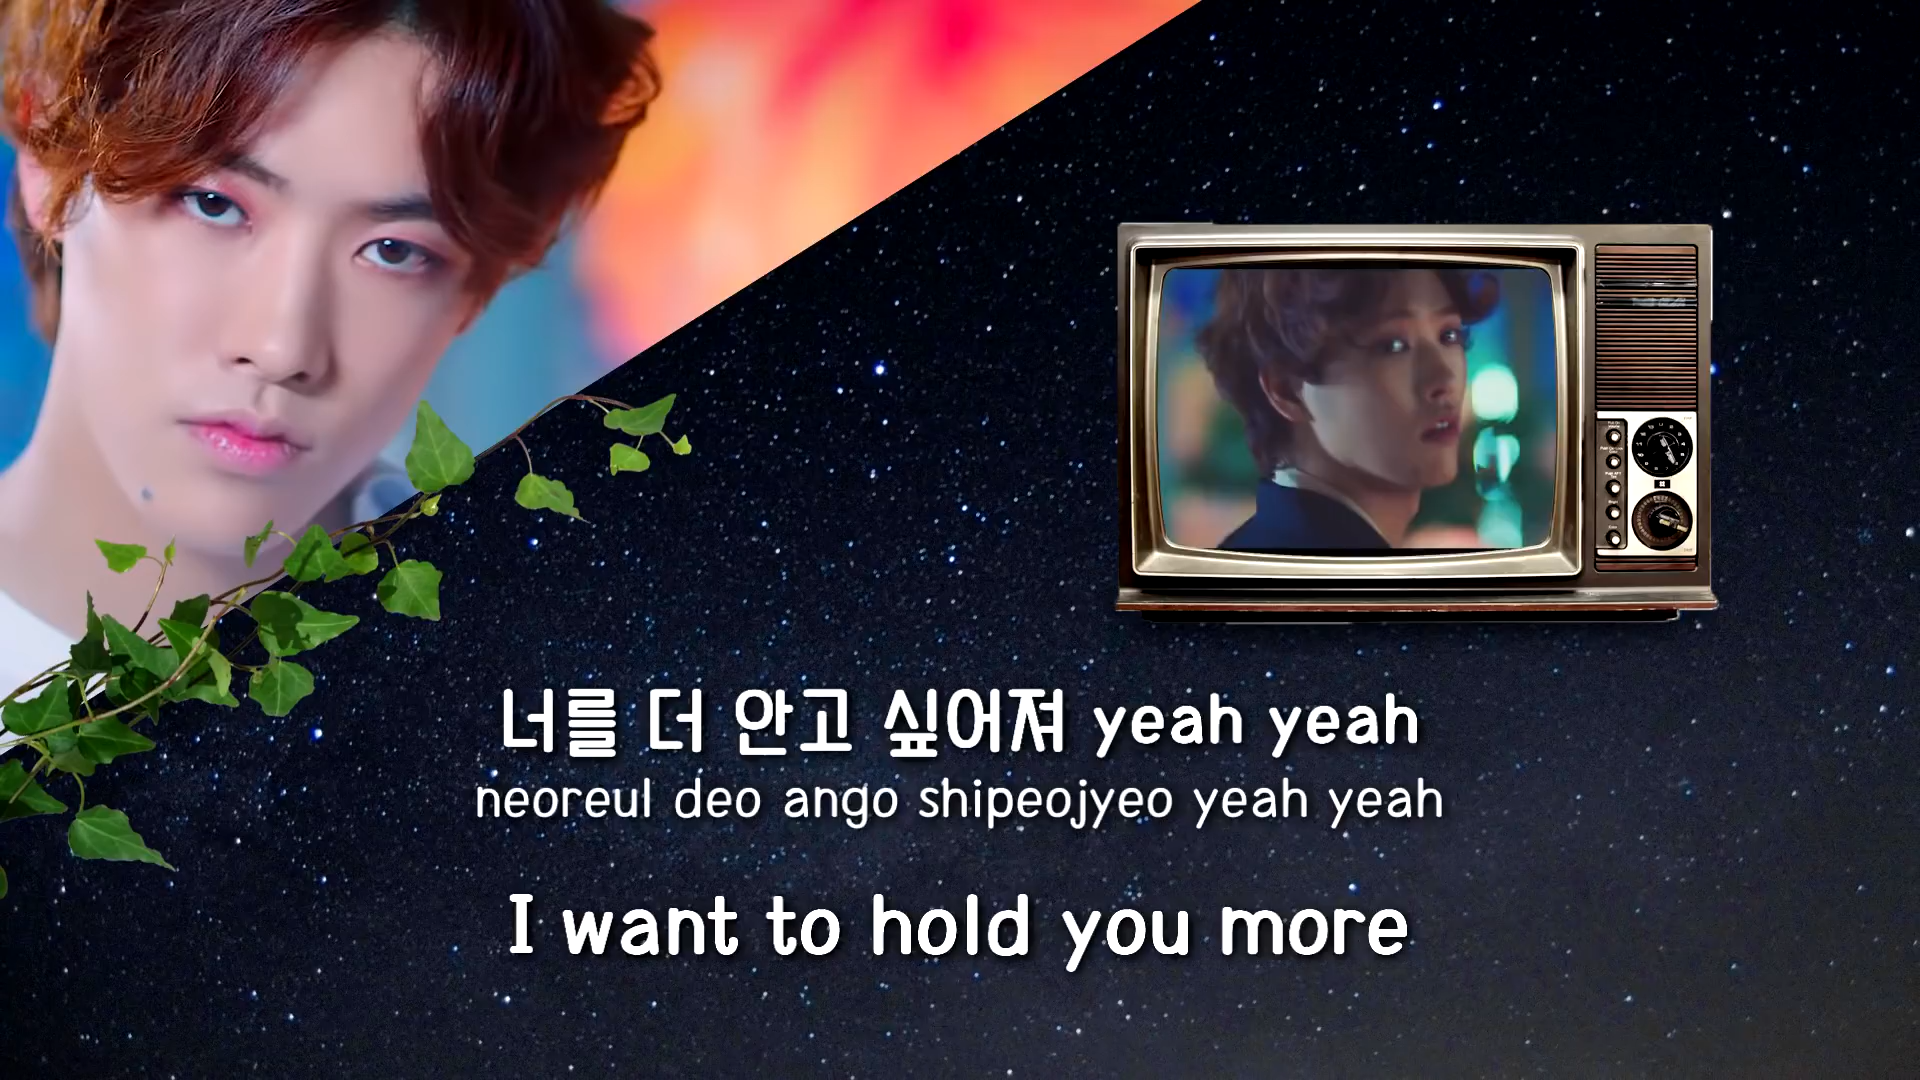 너를 더 안고 싶어져 yeah yeah
neoreul deo ango shipeojyeo yeah yeah
I want to hold you more